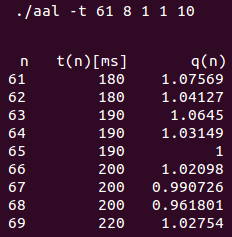 ./aal -t 61 8 1 1 10
n t(n)[ms] q(n)
61 180 1.07569
62 180 1.04127
63 190 1.0645
64 190 1.03149
65 190 1
66 200 1.02098
67 200 0.990726
68 200 0.961801
69 220 1.02754